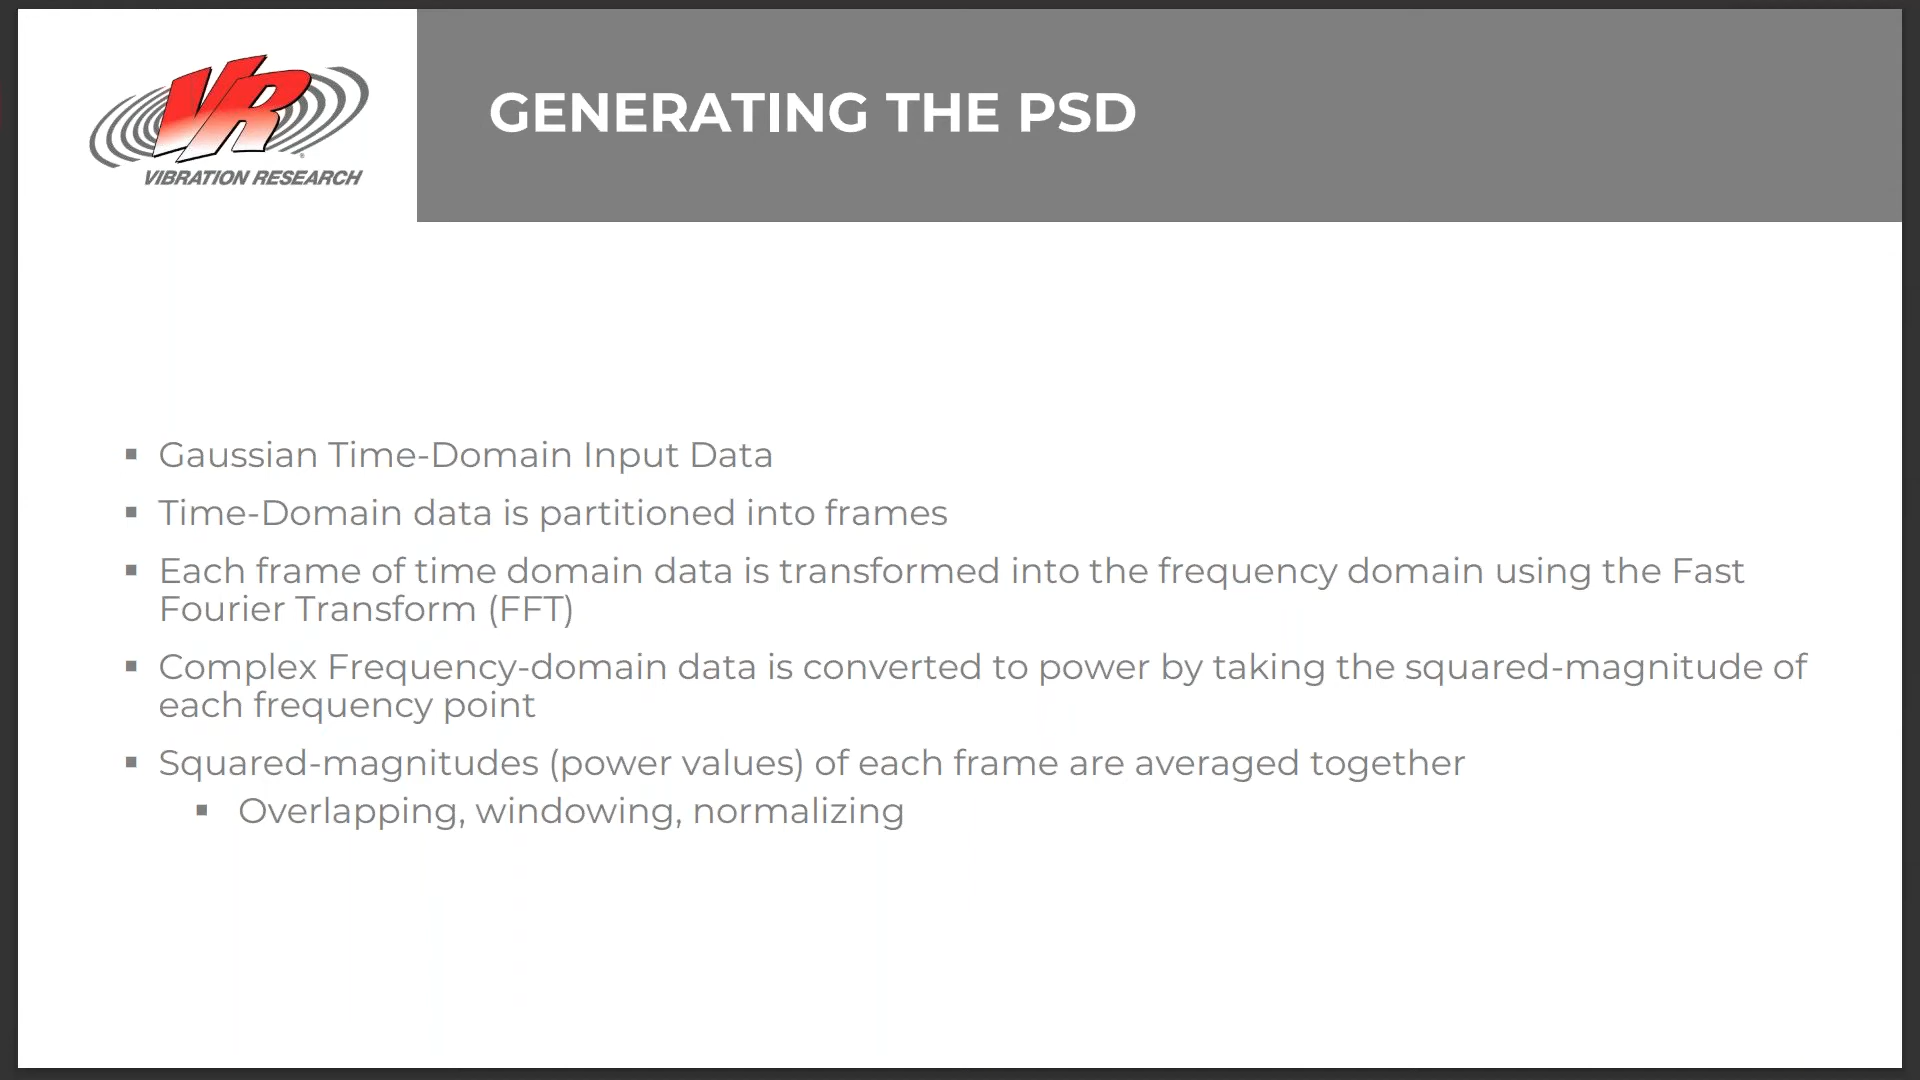 VR
VIBRATION RESEARCH
GENERATING THE PSD
▪ Gaussian Time-Domain Input Data
▪ Time-Domain data is partitioned into frames
▪ Each frame of time domain data is transformed into the frequency domain using the Fast
Fourier Transform (FFT)
▪ Complex Frequency-domain data is converted to power by taking the squared-magnitude of
each frequency point
▪ Squared-magnitudes (power values) of each frame are averaged together
▪ Overlapping, windowing, normalizing